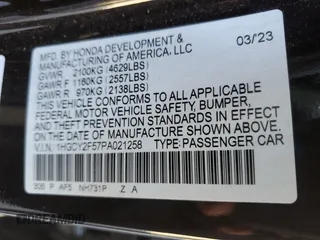 MFD. BY HONDA DEVELOPMENT & 03/23
MANUFACTURING OF AMERICA, LLC
GVWR 2100KG (4629LBS)
GAWR F 1160KG (2557LBS)
GAWR R 970KG (2138LBS)
THIS VEHICLE CONFORMS TO ALL APPLICABLE
FEDERAL MOTOR VEHICLE SAFETY, BUMPER,
AND THEFT PREVENTION STANDARDS IN EFFECT
ON THE DATE OF MANUFACTURE SHOWN ABOVE.
V.I.N.: 1HGCY2F57PA021258 TYPE: PASSENGER CAR
30B P AF5 NH731P Z A